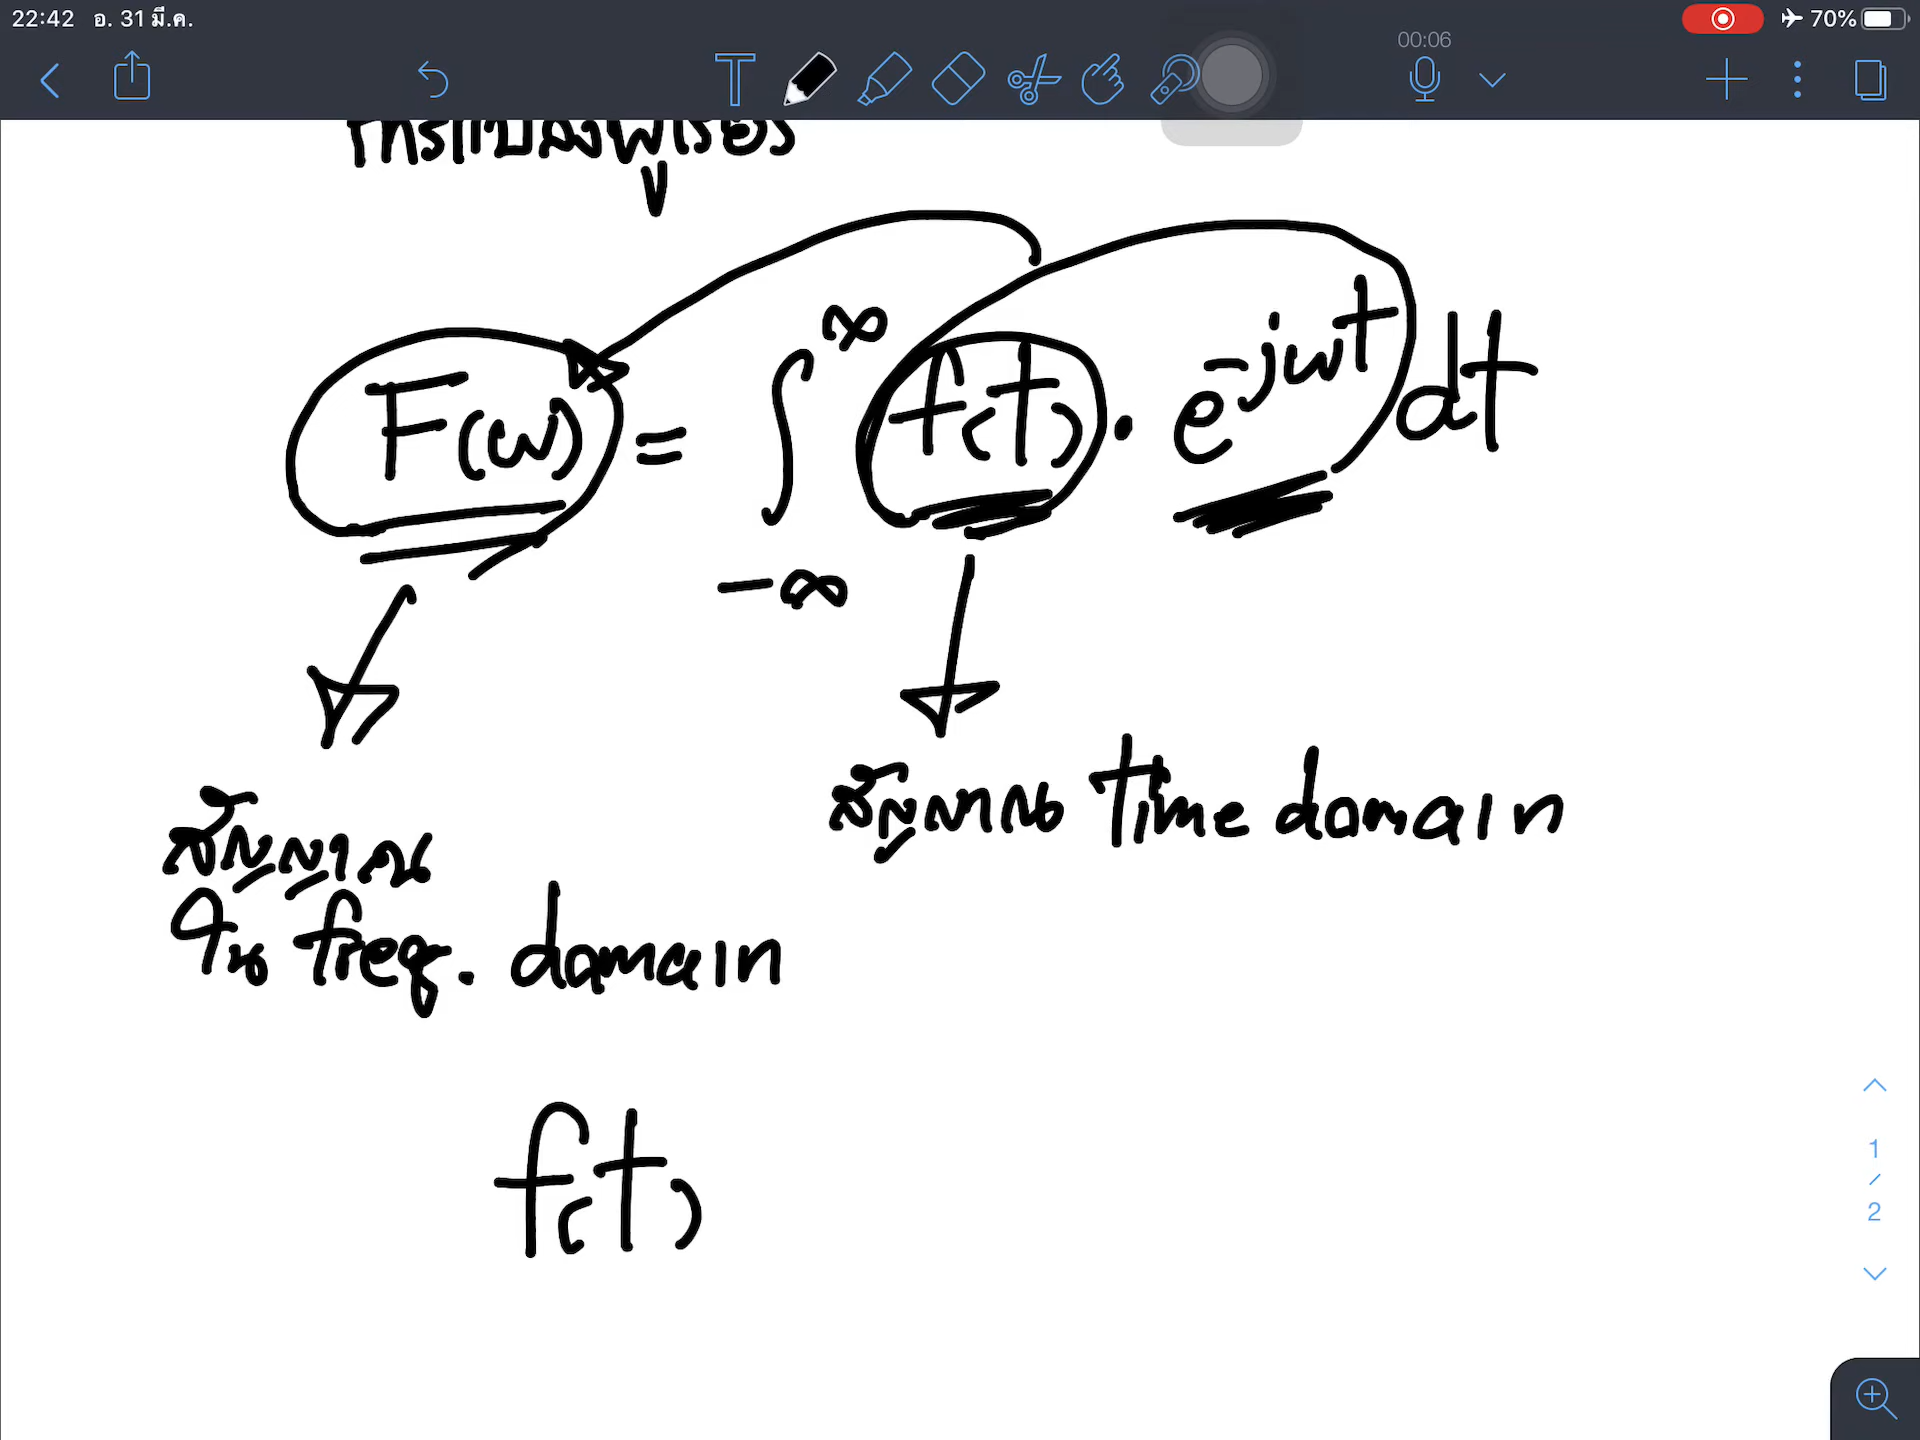 22:42 อ. 31 มี.ค.
70%
00:06
T
การแปลงฟูเรียร์
F(ω) = ∫_{-∞}^{∞} f(t) · e^{-jωt} dt
สัญญาณ time domain
สัญญาณ
ใน freq. domain
f(t)
1
/
2